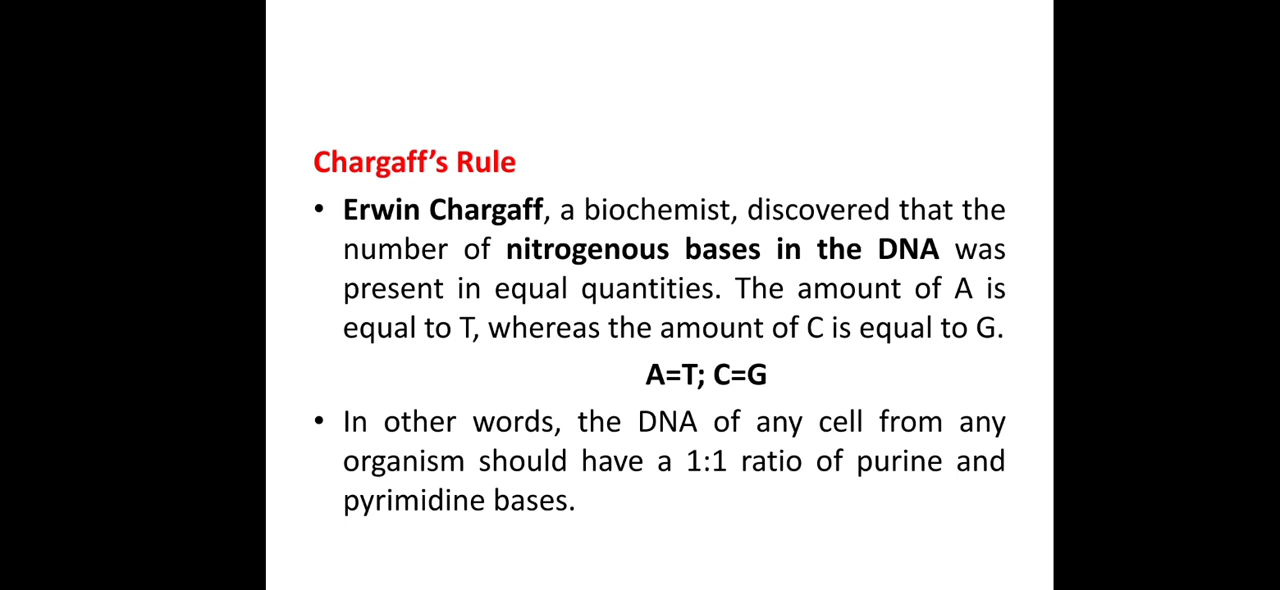 Chargaff’s Rule
• Erwin Chargaff, a biochemist, discovered that the
number of nitrogenous bases in the DNA was
present in equal quantities. The amount of A is
equal to T, whereas the amount of C is equal to G.
A=T; C=G
• In other words, the DNA of any cell from any
organism should have a 1:1 ratio of purine and
pyrimidine bases.